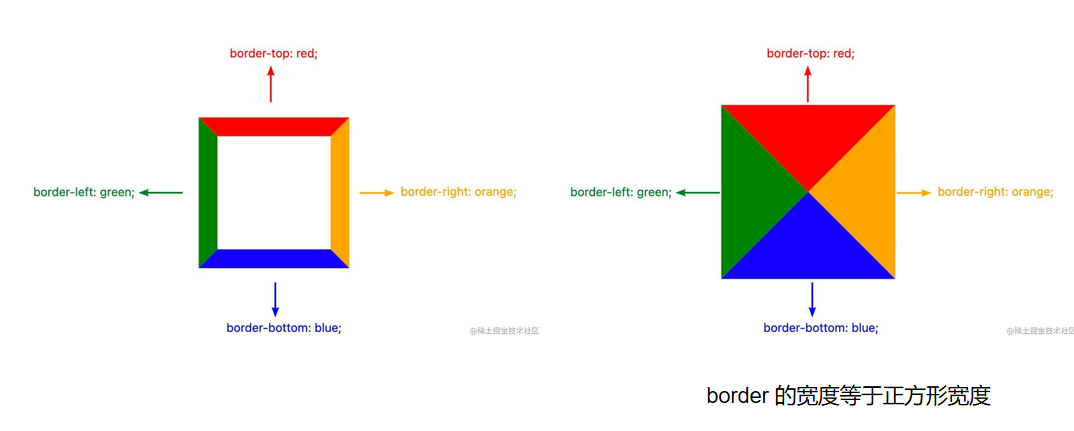 border-top: red;
border-top: red;
border-left: green;
border-right: orange;
border-left: green;
border-right: orange;
border-bottom: blue;
border-bottom: blue;
@稀土掘金技术社区
@稀土掘金技术社区
border 的宽度等于正方形宽度